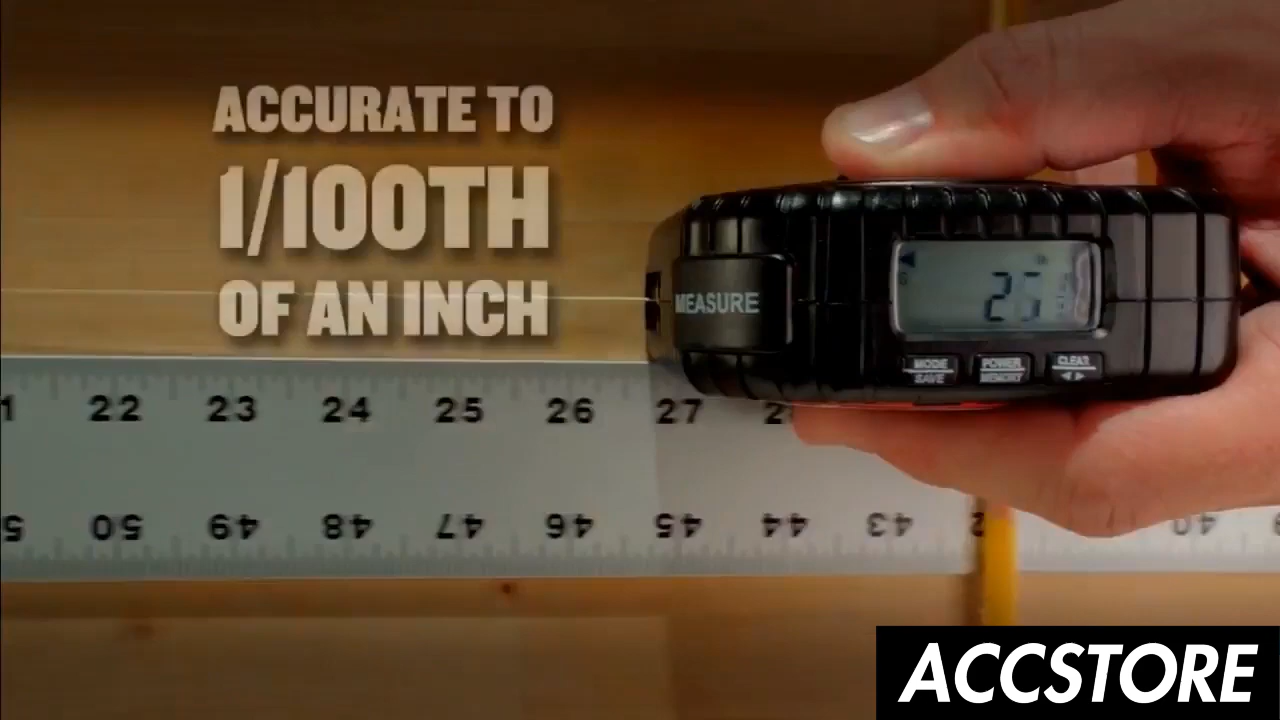 ACCURATE TO
1/100TH
OF AN INCH
MEASURE
MODE
SAVE
POWER
MEMORY
CLEAR
22 23 24 25 26 27
50 49 48 47 46 45 44 43 40
ACCSTORE